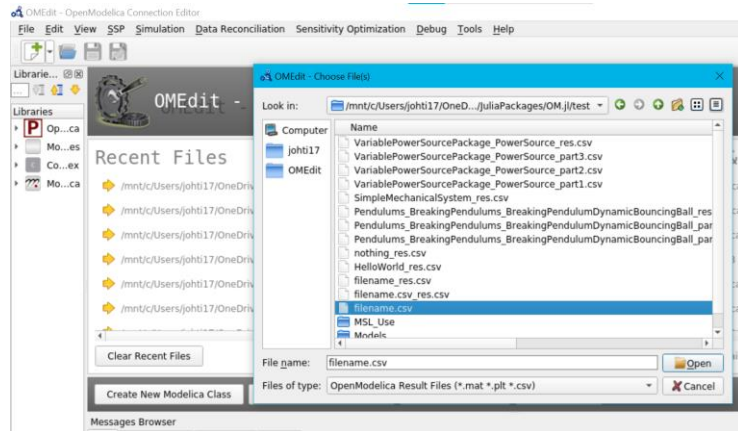 OMEdit - OpenModelica Connection Editor
File Edit View SSP Simulation Data Reconciliation Sensitivity Optimization Debug Tools Help
Librarie...
Libraries
Op...ca
Mo...es
Co...ex
Mo...ca
OMEdit -
Recent Files
/mnt/c/Users/johti17/OneDriv
/mnt/c/Users/johti17/OneDriv
/mnt/c/Users/johti17/OneDriv
/mnt/c/Users/johti17/OneDriv
/mnt/c/Users/johti17/OneDriv
/mnt/c/Users/johti17/OneDriv
Clear Recent Files
Create New Modelica Class
Messages Browser
OMEdit - Choose File(s)
Look in: /mnt/c/Users/johti17/OneD.../JuliaPackages/OM.jl/test
Computer
johti17
OMEdit
Name
VariablePowerSourcePackage_PowerSource_res.csv
VariablePowerSourcePackage_PowerSource_part3.csv
VariablePowerSourcePackage_PowerSource_part2.csv
VariablePowerSourcePackage_PowerSource_part1.csv
SimpleMechanicalSystem_res.csv
Pendulums_BreakingPendulums_BreakingPendulumDynamicBouncingBall_res
Pendulums_BreakingPendulums_BreakingPendulumDynamicBouncingBall_par
Pendulums_BreakingPendulums_BreakingPendulumDynamicBouncingBall_par
nothing_res.csv
HelloWorld_res.csv
filename_res.csv
filename.csv_res.csv
filename.csv
MSL_Use
Models
File name: filename.csv Open
Files of type: OpenModelica Result Files (*.mat *.plt *.csv) Cancel